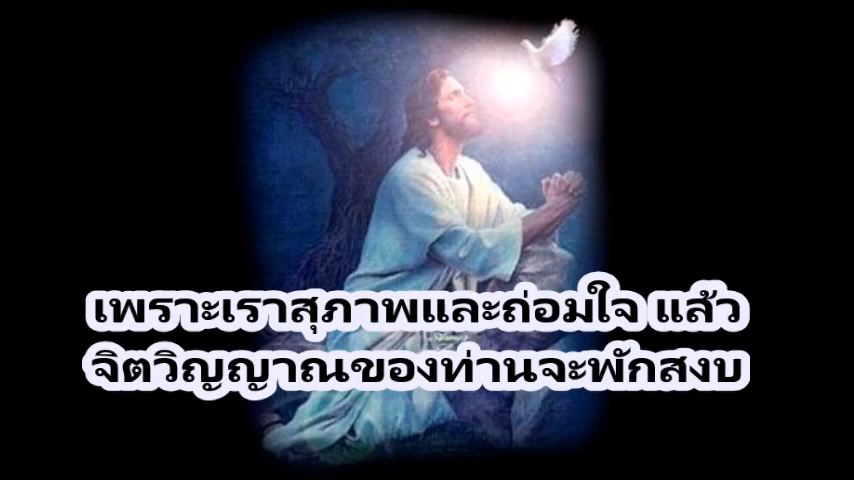 เพราะเราสุภาพและถ่อมใจ แล้ว
จิตวิญญาณของท่านจะพักสงบ